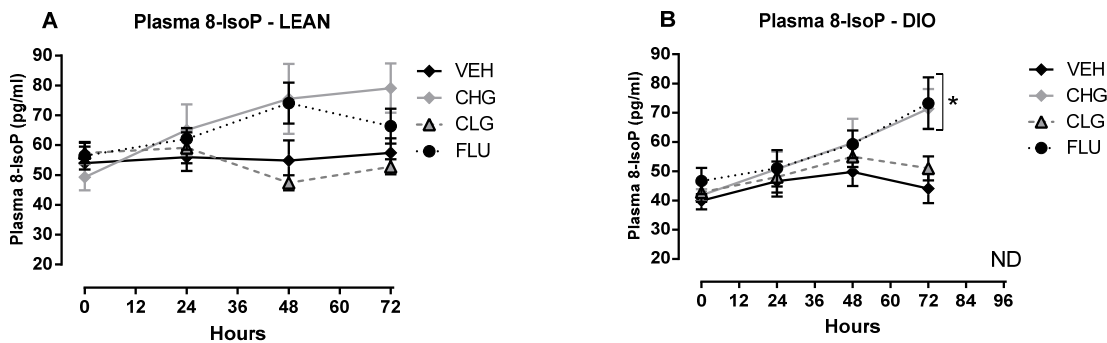 A
Plasma 8-IsoP - LEAN
Plasma 8-IsoP (pg/ml)
90
80
70
60
50
40
30
20
0 12 24 36 48 60 72
Hours
VEH
CHG
CLG
FLU
B
Plasma 8-IsoP - DIO
Plasma 8-IsoP (pg/ml)
90
80
70
60
50
40
30
20
*
ND
0 12 24 36 48 60 72 84 96
Hours
VEH
CHG
CLG
FLU